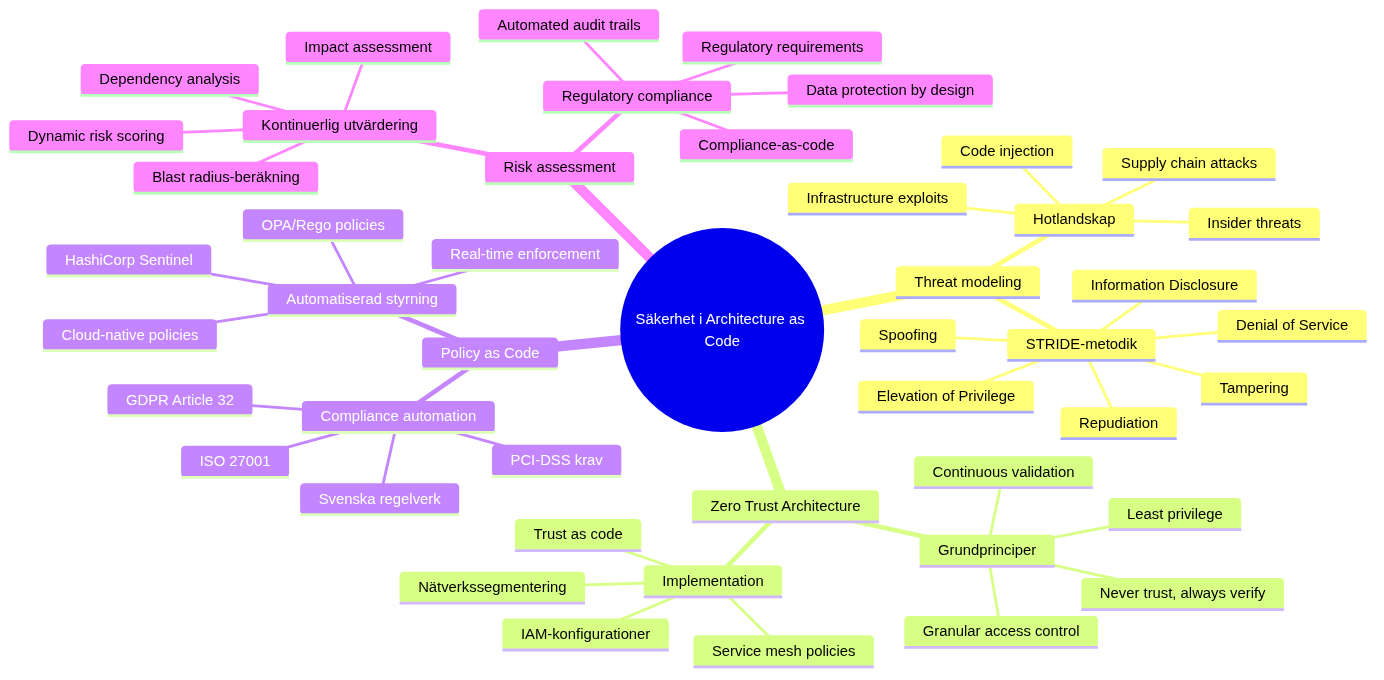 Automated audit trails
Impact assessment
Regulatory requirements
Dependency analysis
Data protection by design
Regulatory compliance
Kontinuerlig utvärdering
Dynamic risk scoring
Compliance-as-code
Risk assessment
Blast radius-beräkning
Code injection
Supply chain attacks
Infrastructure exploits
Hotlandskap
Insider threats
OPA/Rego policies
HashiCorp Sentinel
Real-time enforcement
Automatiserad styrning
Threat modeling
Information Disclosure
Säkerhet i Architecture as
Code
Denial of Service
Cloud-native policies
Spoofing
STRIDE-metodik
Policy as Code
Tampering
Elevation of Privilege
GDPR Article 32
Compliance automation
Repudiation
ISO 27001
PCI-DSS krav
Svenska regelverk
Continuous validation
Zero Trust Architecture
Least privilege
Trust as code
Grundprinciper
Nätverkssegmentering
Implementation
Never trust, always verify
IAM-konfigurationer
Granular access control
Service mesh policies